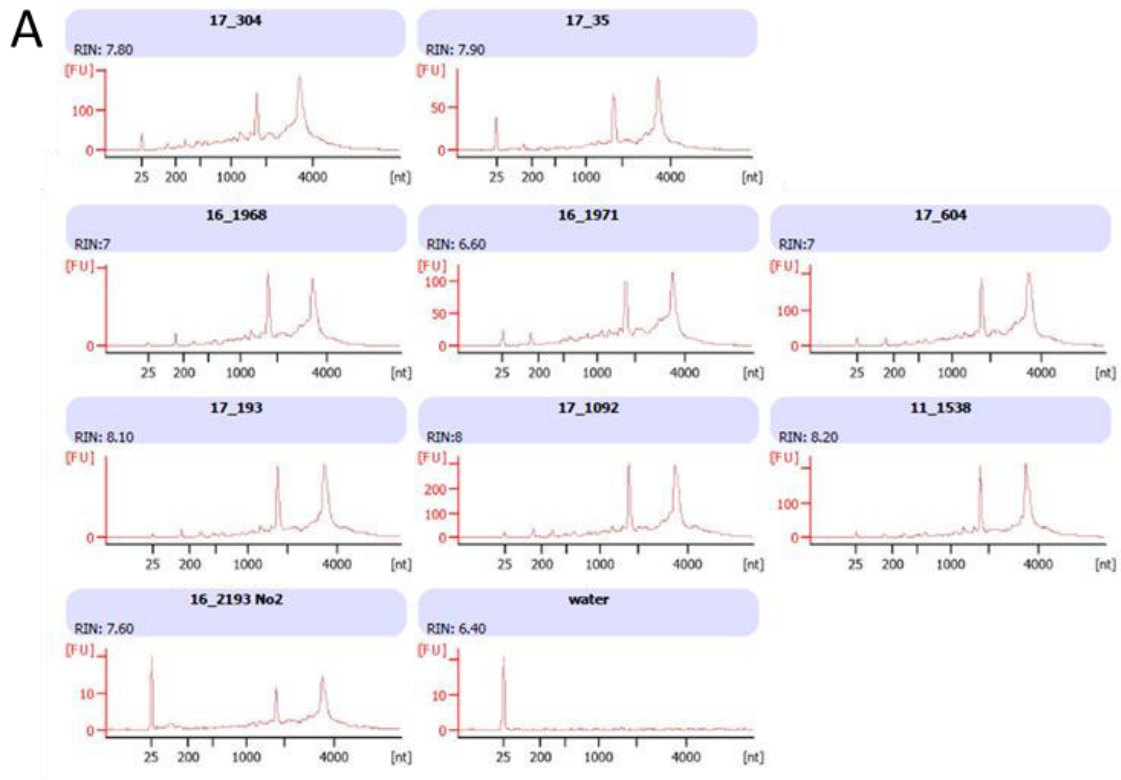 A
17_304
RIN: 7.80
[FU]
100
0
25 200 1000 4000 [nt]
17_35
RIN: 7.90
[FU]
50
0
25 200 1000 4000 [nt]
16_1968
RIN:7
[FU]
0
25 200 1000 4000 [nt]
16_1971
RIN: 6.60
[FU]
100
50
0
25 200 1000 4000 [nt]
17_604
RIN:7
[FU]
100
0
25 200 1000 4000 [nt]
17_193
RIN: 8.10
[FU]
0
25 200 1000 4000 [nt]
17_1092
RIN:8
[FU]
200
100
0
25 200 1000 4000 [nt]
11_1538
RIN: 8.20
[FU]
100
0
25 200 1000 4000 [nt]
16_2193 No2
RIN: 7.60
[FU]
10
0
25 200 1000 4000 [nt]
water
RIN: 6.40
[FU]
10
0
25 200 1000 4000 [nt]